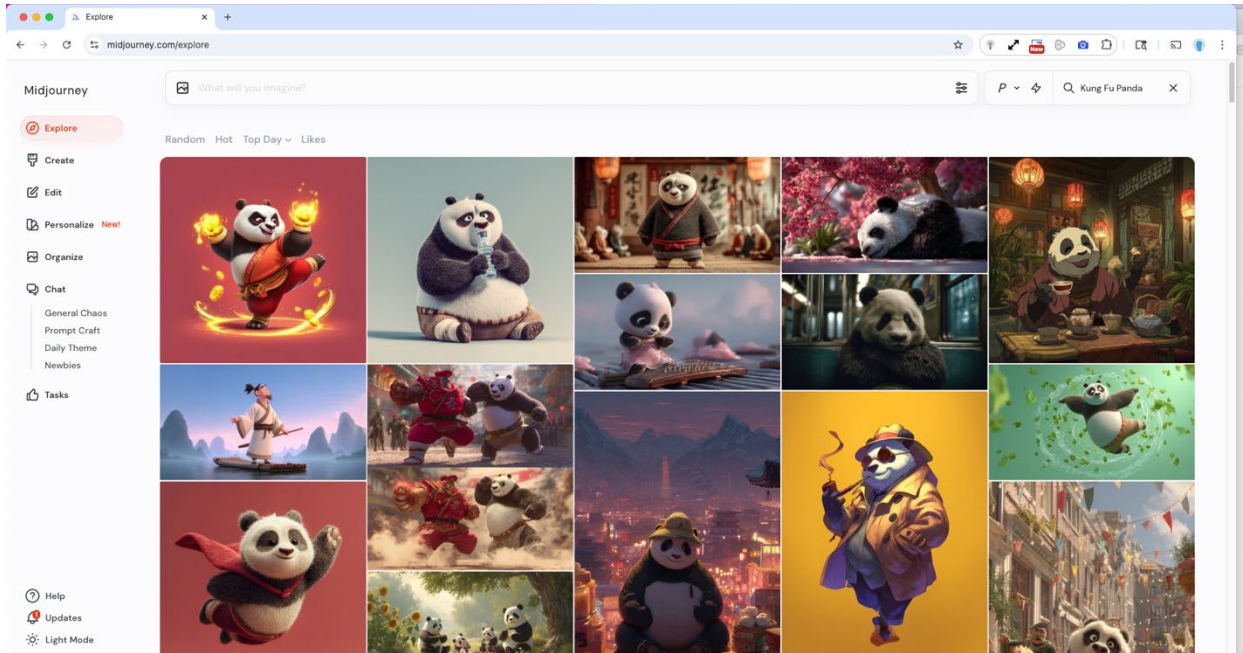 Explore
midjourney.com/explore
New
Midjourney
What will you imagine?
P
Kung Fu Panda
Explore
Create
Edit
Personalize New!
Organize
Chat
General Chaos
Prompt Craft
Daily Theme
Newbies
Tasks
Help
Updates
Light Mode
Random Hot Top Day Likes